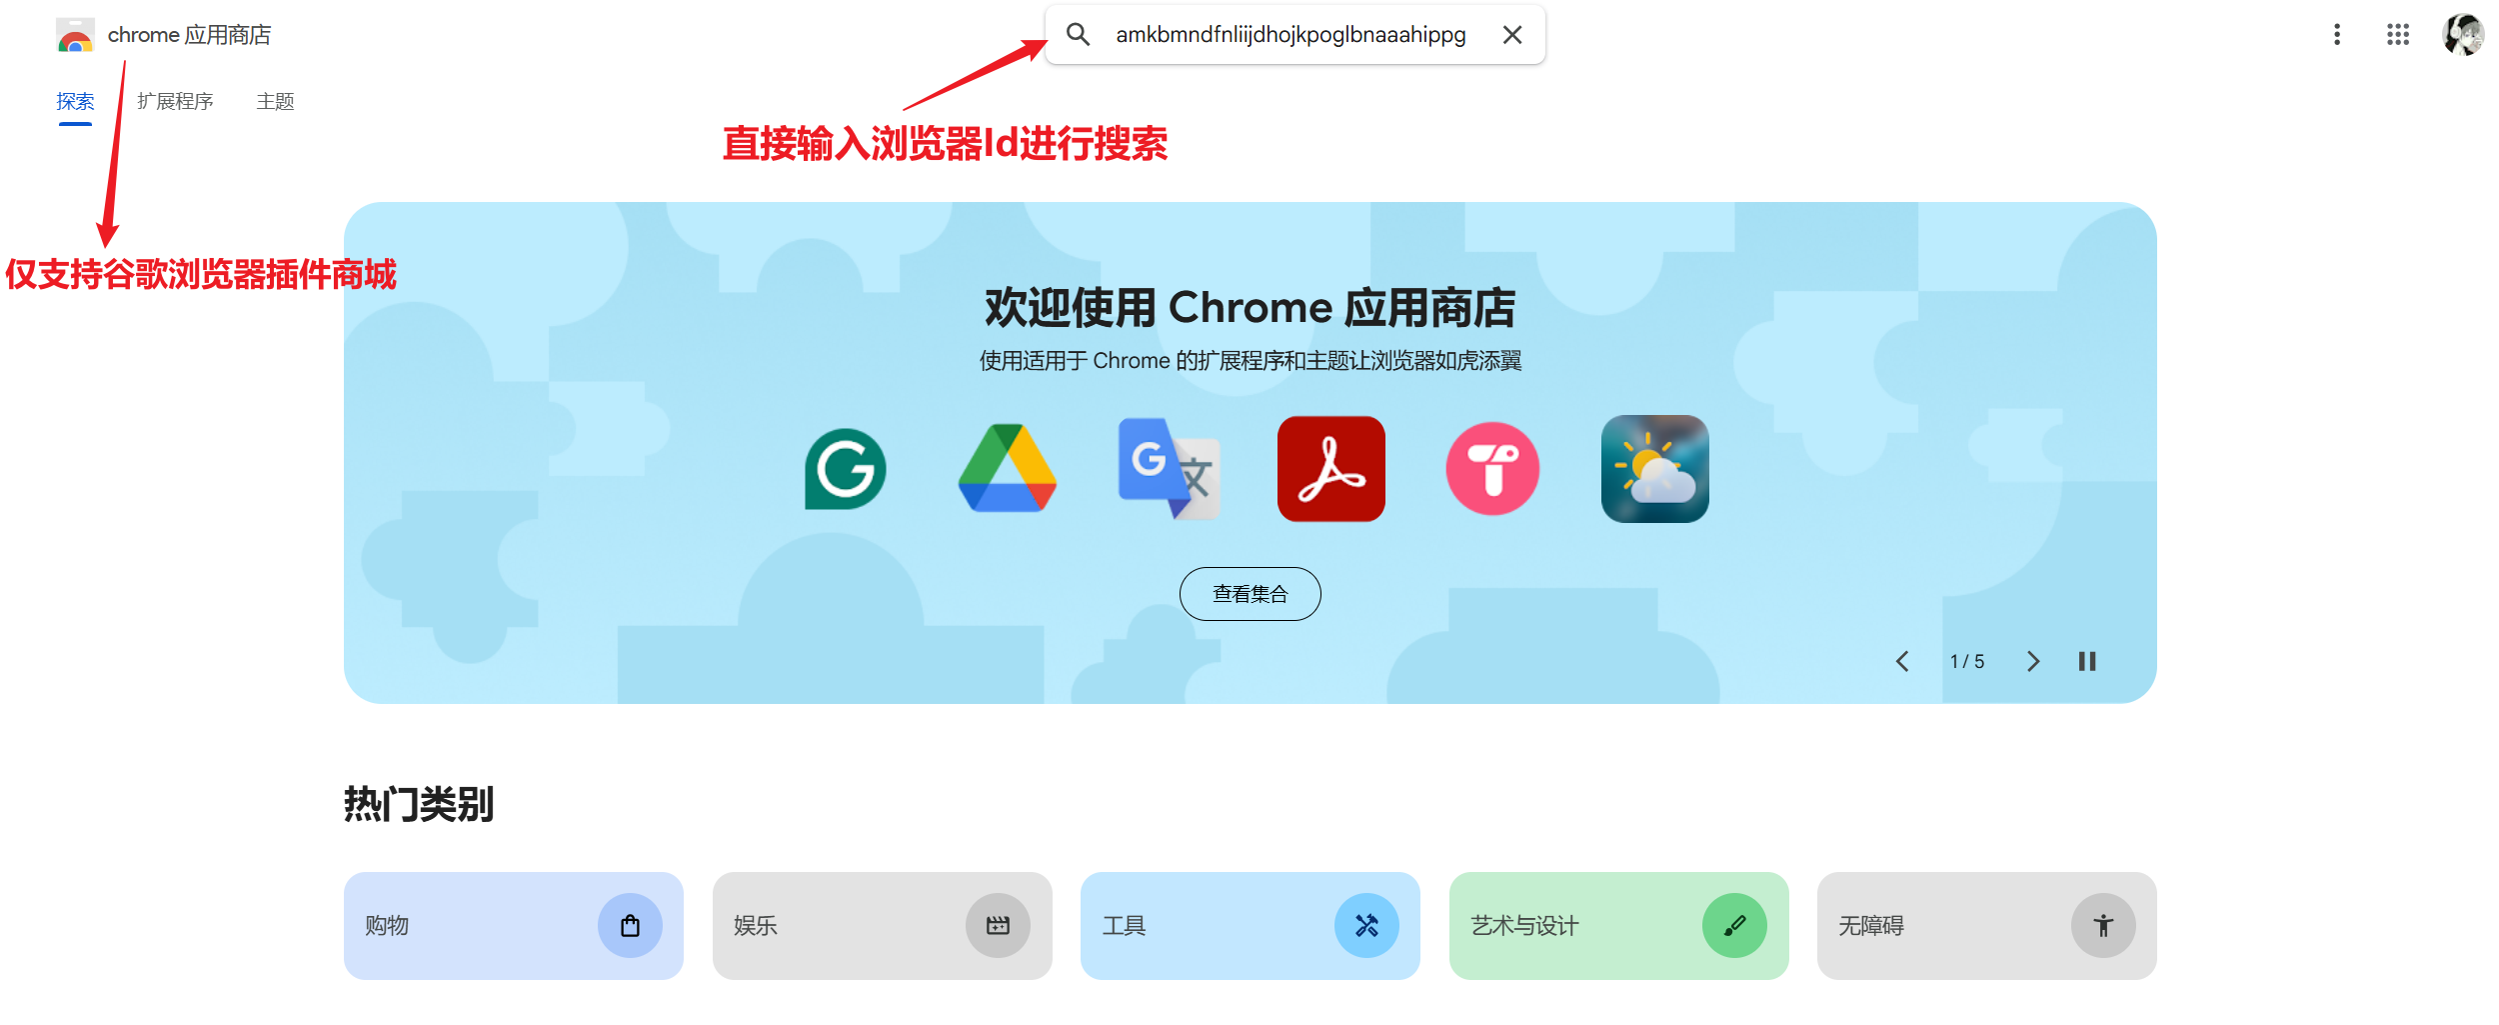 chrome 应用商店
amkbmndfnliijdhojkpoglbnaaahippg
探索
扩展程序
主题
直接输入浏览器Id进行搜索
仅支持谷歌浏览器插件商城
欢迎使用 Chrome 应用商店
使用适用于 Chrome 的扩展程序和主题让浏览器如虎添翼
G
G 文
T
查看集合
1 / 5
热门类别
购物
娱乐
工具
艺术与设计
无障碍